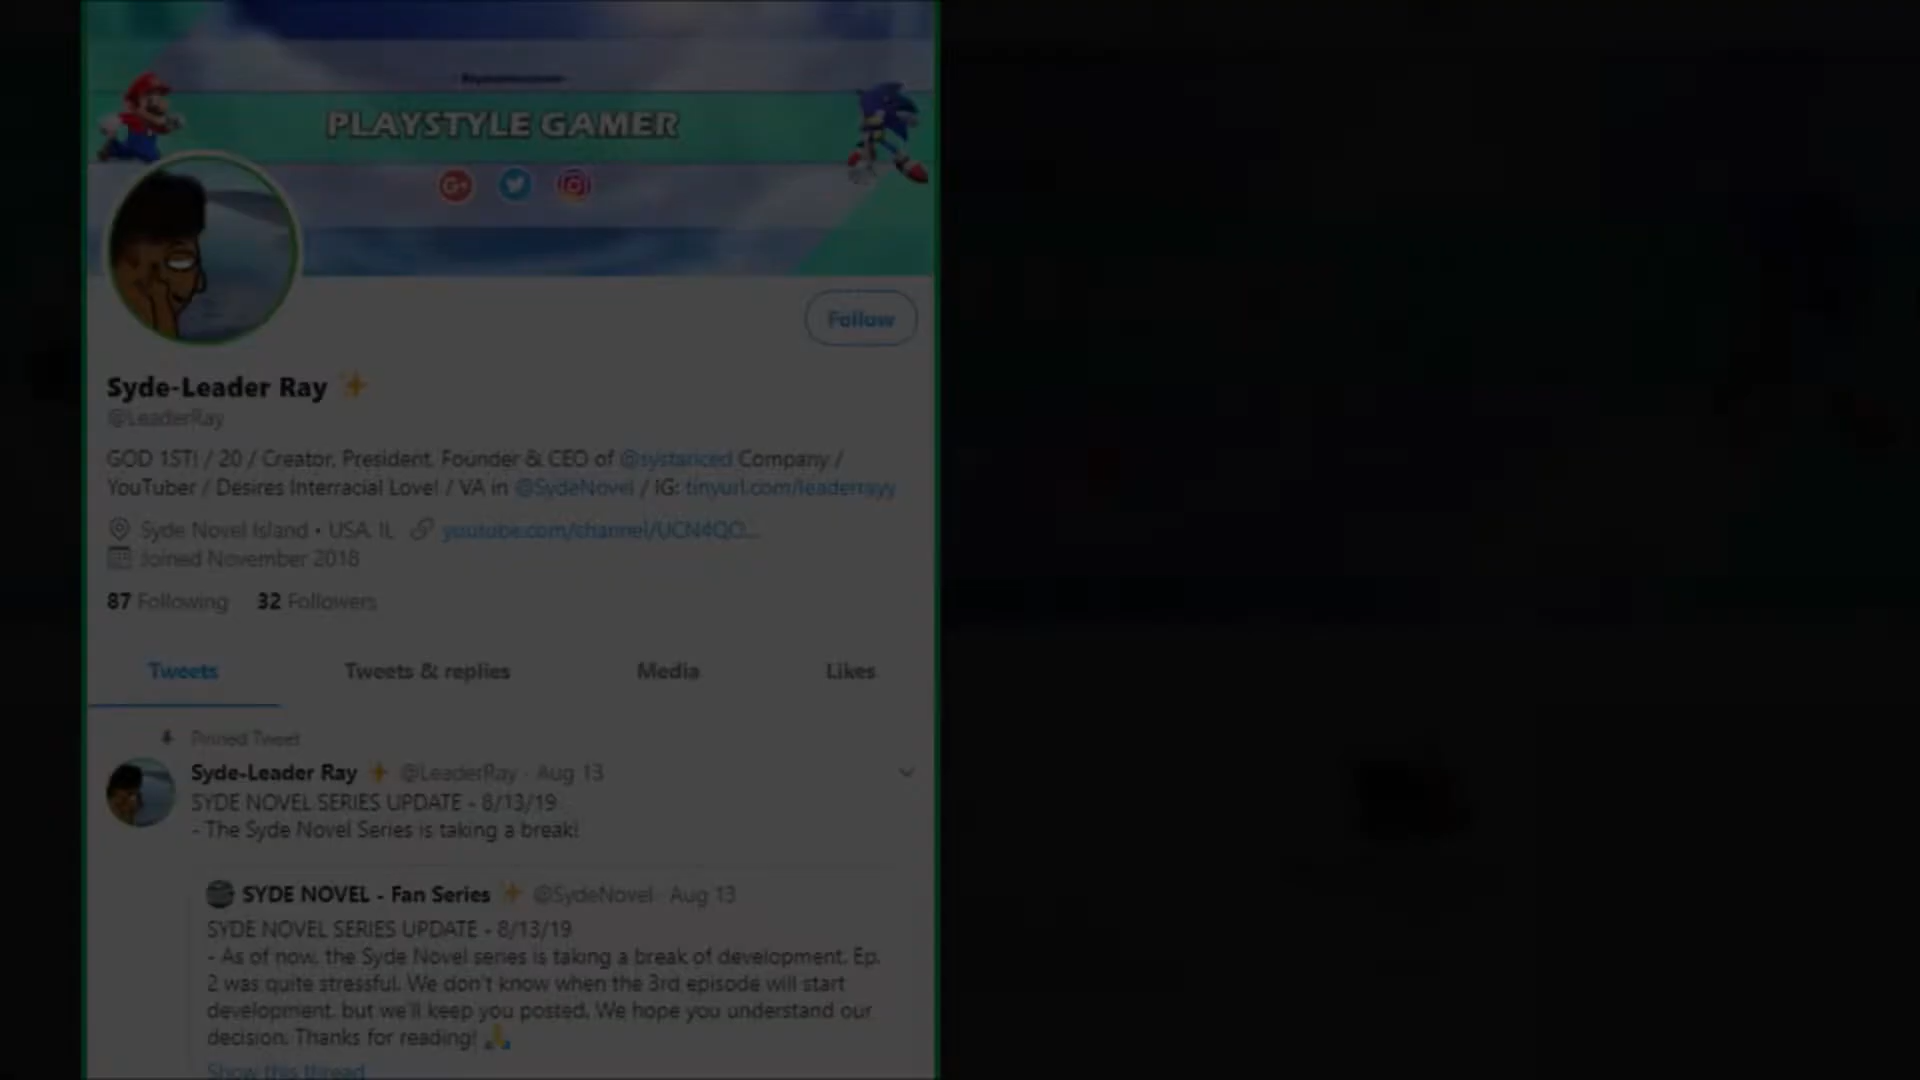 PLAYSTYLE GAMER
G+
Follow
Syde-Leader Ray ✨
@LeaderRay
GOD 1ST! / 20 / Creator, President, Founder & CEO of @systariced Company /
YouTuber / Desires Interracial Love! / VA in @SydeNovel / IG: tinyurl.com/leaderrayy
Syde Novel Island • USA, IL youtube.com/channel/UCN4QO...
Joined November 2018
87 Following 32 Followers
Tweets Tweets & replies Media Likes
Pinned Tweet
Syde-Leader Ray ✨ @LeaderRay · Aug 13
SYDE NOVEL SERIES UPDATE - 8/13/19
- The Syde Novel Series is taking a break!
SYDE NOVEL - Fan Series ✨ @SydeNovel · Aug 13
SYDE NOVEL SERIES UPDATE - 8/13/19
- As of now, the Syde Novel series is taking a break of development. Ep.
2 was quite stressful. We don't know when the 3rd episode will start
development, but we'll keep you posted. We hope you understand our
decision. Thanks for reading! 🙏
Show this thread